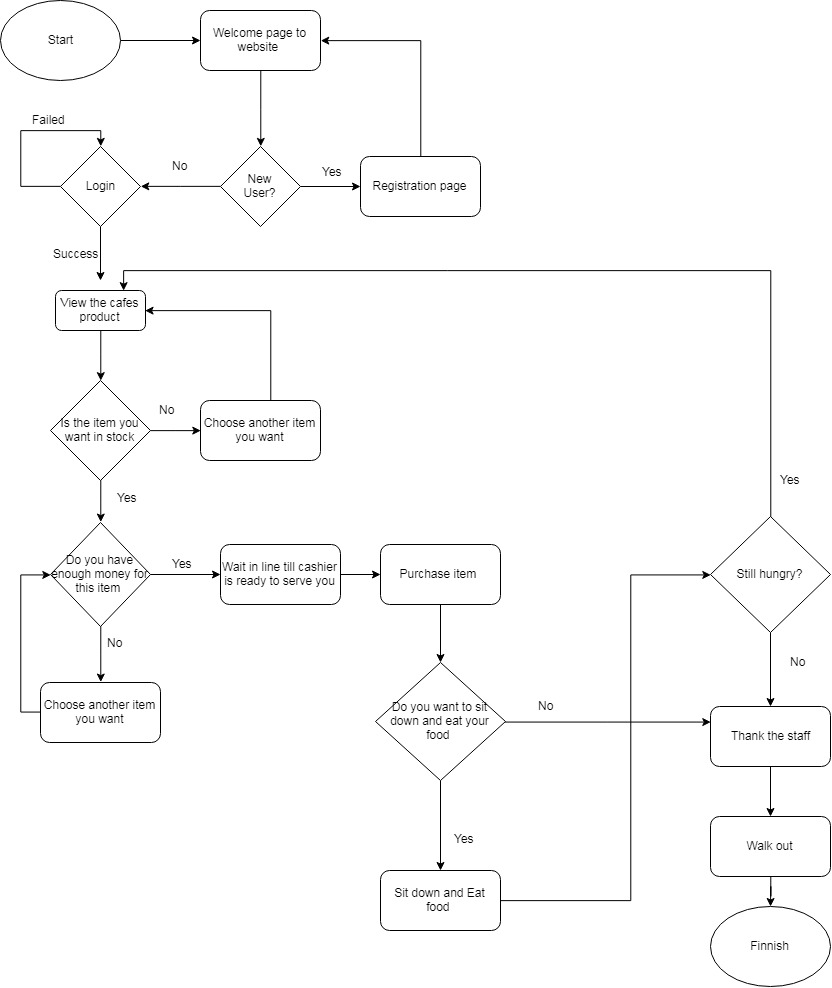 Start
Welcome page to
website
Failed
Login
No
New
User?
Yes
Registration page
Success
View the cafes
product
Is the item you
want in stock
No
Choose another item
you want
Yes
Do you have
enough money for
this item
Yes
Wait in line till cashier
is ready to serve you
Purchase item
No
Choose another item
you want
Do you want to sit
down and eat your
food
No
Yes
Sit down and Eat
food
Yes
Still hungry?
No
Thank the staff
Walk out
Finnish